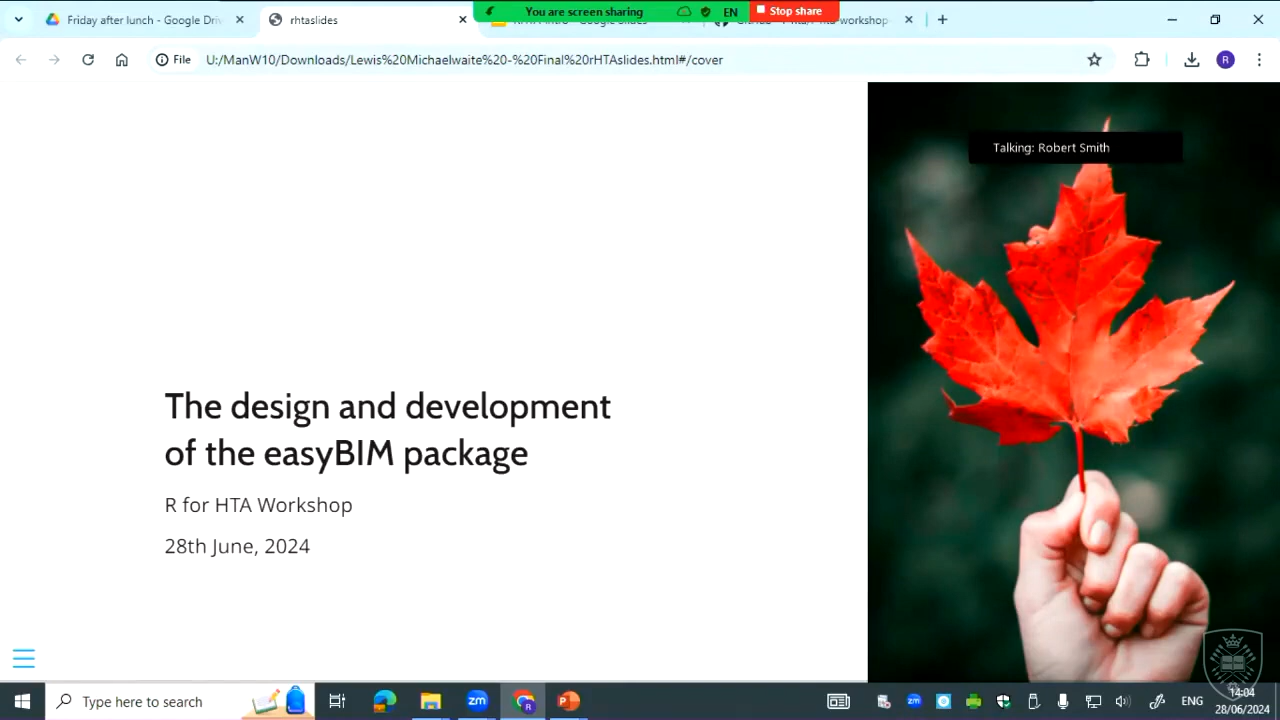 Friday after lunch - Google Driv
rhtaslides
You are screen sharing
EN
Stop share
File
U:/ManW10/Downloads/Lewis%20Michaelwaite%20-%20Final%20rHTAslides.html#/cover
R
Talking: Robert Smith
The design and development
of the easyBIM package
R for HTA Workshop
28th June, 2024
Type here to search
zm
ENG
14:04
28/06/2024